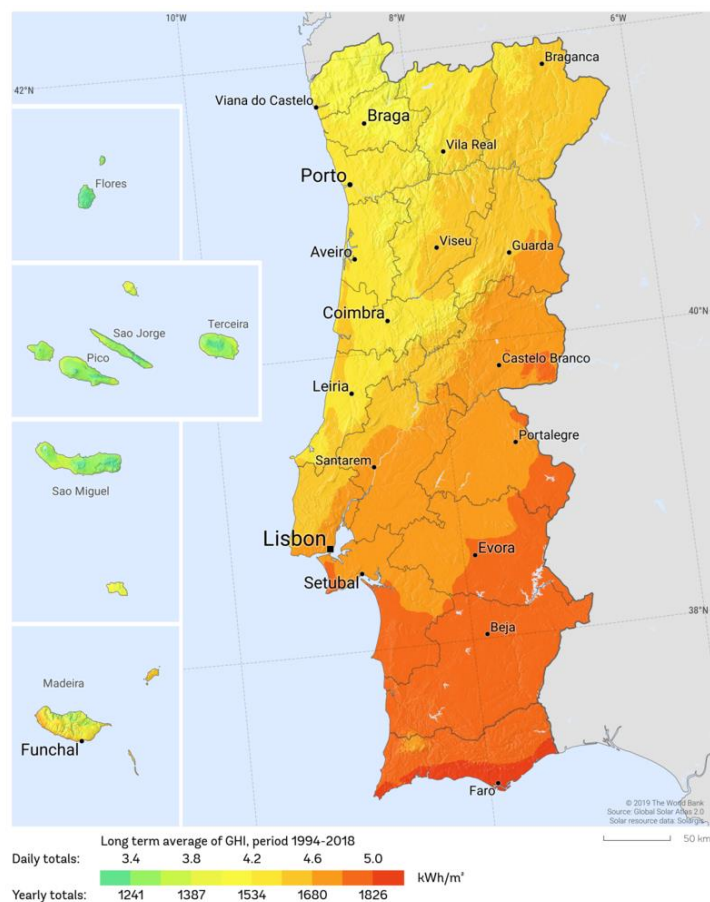 10°W
8°W
6°W
42°N
Braganca
Viana do Castelo
Braga
Vila Real
Flores
Porto
Viseu
Guarda
Aveiro
Sao Jorge
Terceira
Coimbra
40°N
Pico
Castelo Branco
Leiria
Portalegre
Santarem
Sao Miguel
Lisbon
Evora
Setubal
38°N
Beja
Madeira
Funchal
Faro
© 2019 The World Bank
Source: Global Solar Atlas 2.0
Solar resource data: Solargis
50 km
Long term average of GHI, period 1994-2018
Daily totals: 3.4 3.8 4.2 4.6 5.0
kWh/m²
Yearly totals: 1241 1387 1534 1680 1826